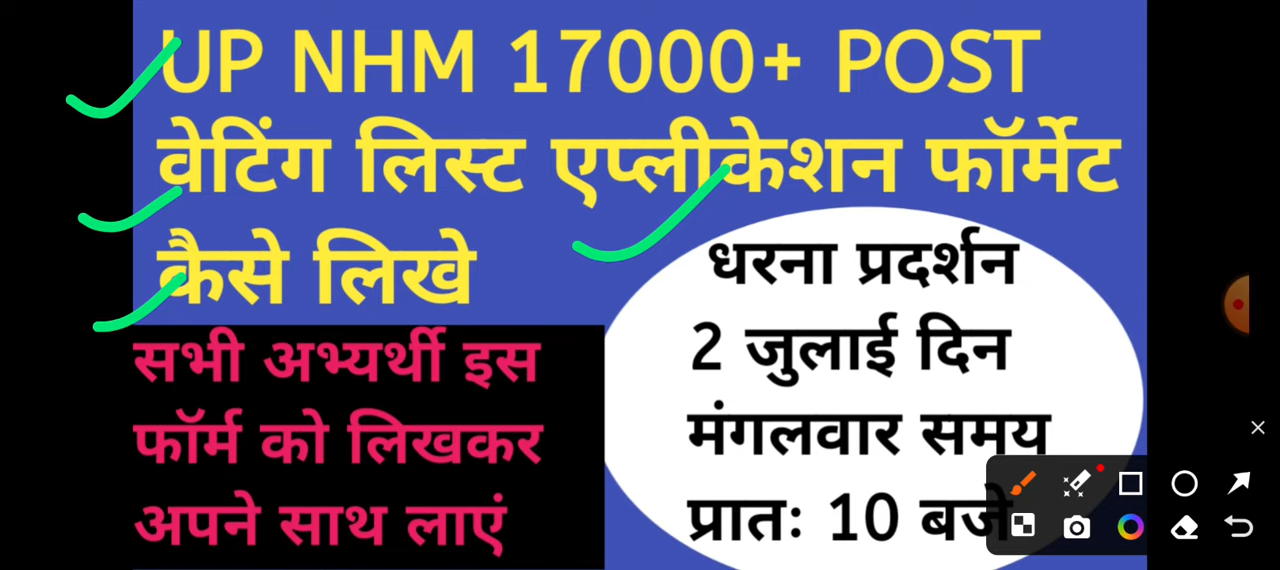 UP NHM 17000+ POST
वेटिंग लिस्ट एप्लीकेशन फॉर्मेट
कैसे लिखे
सभी अभ्यर्थी इस
फॉर्म को लिखकर
अपने साथ लाएं
धरना प्रदर्शन
2 जुलाई दिन
मंगलवार समय
प्रातः 10 बजे